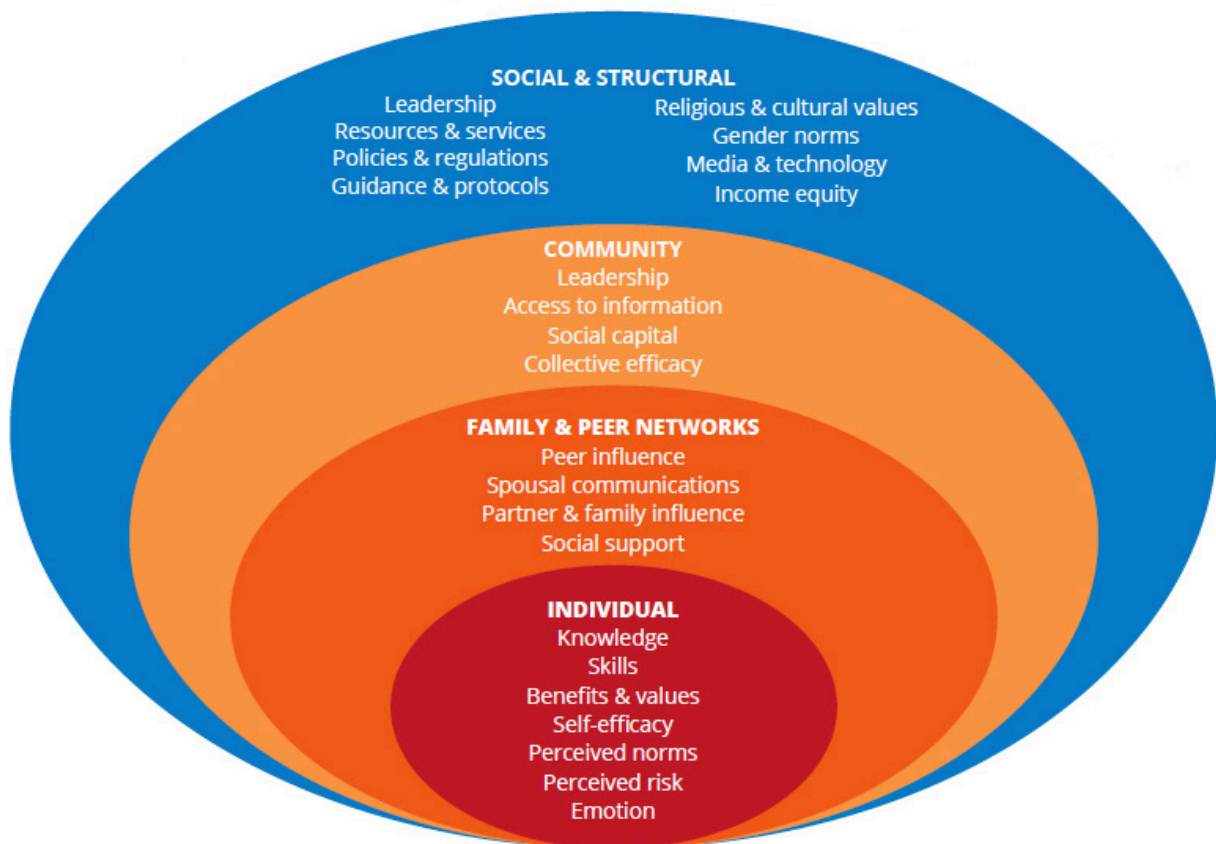 SOCIAL & STRUCTURAL
Leadership
Resources & services
Policies & regulations
Guidance & protocols
Religious & cultural values
Gender norms
Media & technology
Income equity
COMMUNITY
Leadership
Access to information
Social capital
Collective efficacy
FAMILY & PEER NETWORKS
Peer influence
Spousal communications
Partner & family influence
Social support
INDIVIDUAL
Knowledge
Skills
Benefits & values
Self-efficacy
Perceived norms
Perceived risk
Emotion